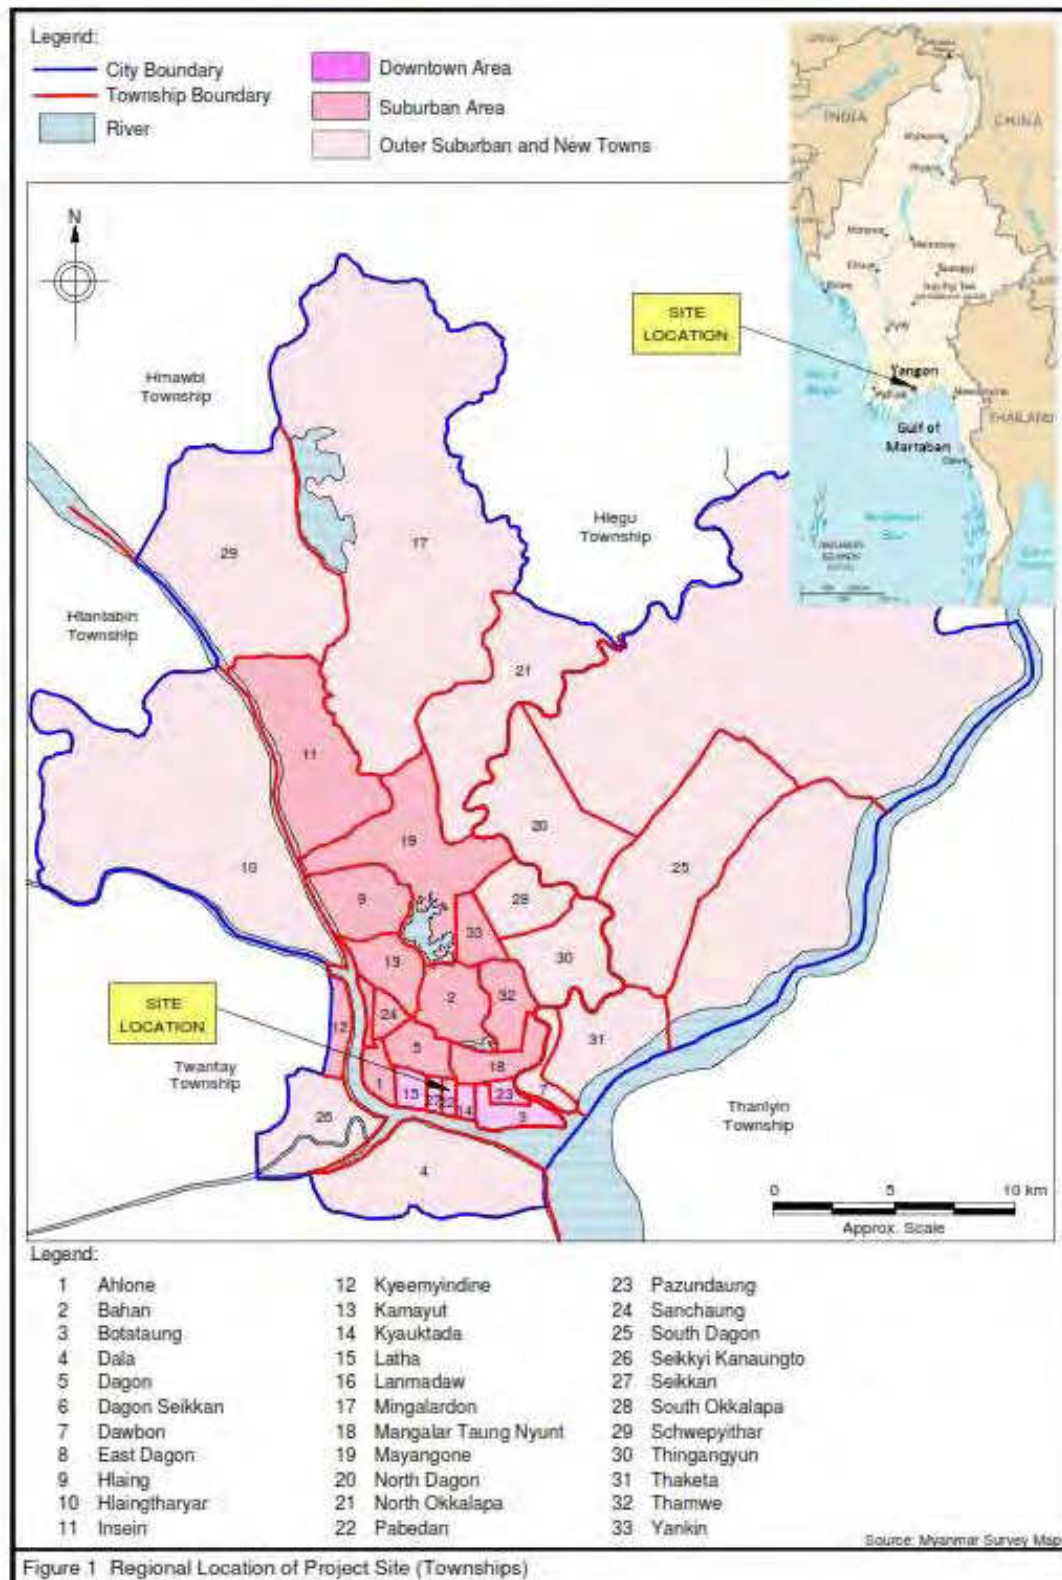 Legend:
City Boundary
Township Boundary
River
Downtown Area
Suburban Area
Outer Suburban and New Towns
INDIA
CHINA
SITE
LOCATION
Yangon
THAILAND
Gulf of
Martaban
N
Hmawbi
Township
Hlegu
Township
17
29
Htantabin
Township
21
11
19
20
10
25
9
28
33
30
13
2
32
SITE
LOCATION
12
24
31
5
18
Twantay
Township
1
15
27
22
14
23
7
3
26
4
Thanlyin
Township
0 5 10 km
Approx. Scale
Legend:
1 Ahlone
2 Bahan
3 Botataung
4 Dala
5 Dagon
6 Dagon Seikkan
7 Dawbon
8 East Dagon
9 Hlaing
10 Hlaingtharyar
11 Insein
12 Kyeemyindine
13 Kamayut
14 Kyauktada
15 Latha
16 Lanmadaw
17 Mingalardon
18 Mangalar Taung Nyunt
19 Mayangone
20 North Dagon
21 North Okkalapa
22 Pabedan
23 Pazundaung
24 Sanchaung
25 South Dagon
26 Seikkyi Kanaungto
27 Seikkan
28 South Okkalapa
29 Schwepyithar
30 Thingangyun
31 Thaketa
32 Thamwe
33 Yankin
Source: Myanmar Survey Map
Figure 1 Regional Location of Project Site (Townships)